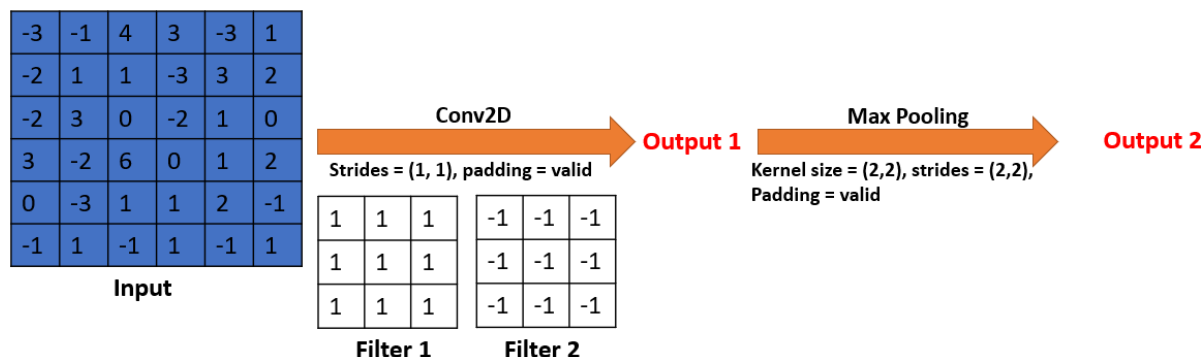 -3 -1 4 3 -3 1
-2 1 1 -3 3 2
-2 3 0 -2 1 0
3 -2 6 0 1 2
0 -3 1 1 2 -1
-1 1 -1 1 -1 1
Input
Conv2D
Strides = (1, 1), padding = valid
1 1 1
1 1 1
1 1 1
Filter 1
-1 -1 -1
-1 -1 -1
-1 -1 -1
Filter 2
Output 1
Max Pooling
Kernel size = (2,2), strides = (2,2),
Padding = valid
Output 2